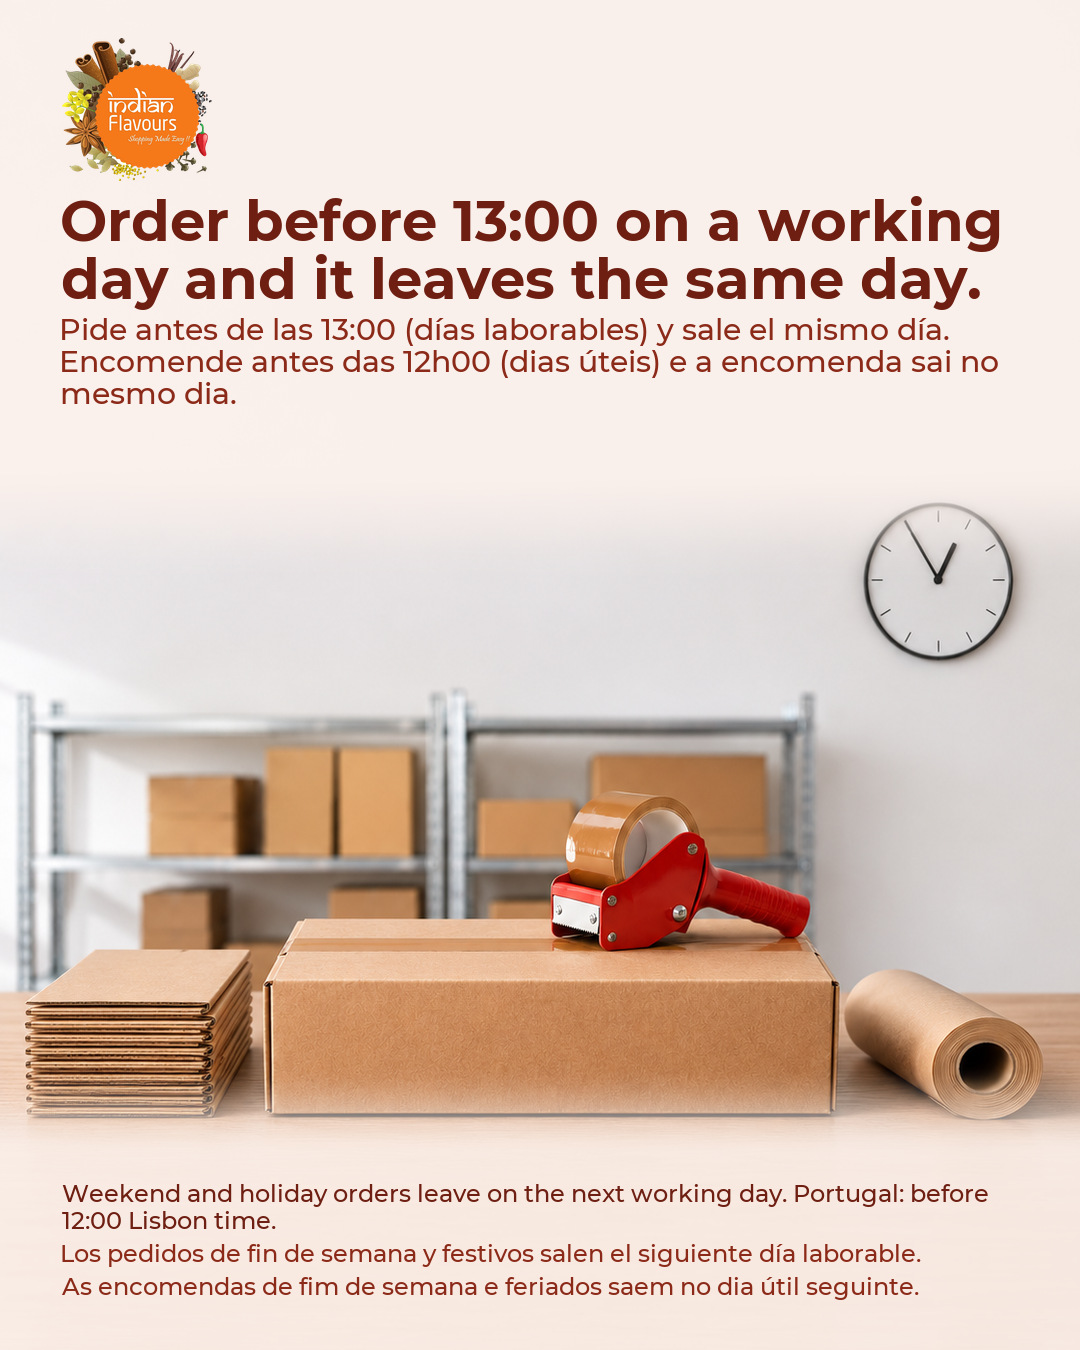 indian
Flavours
Shopping Made Easy !!
Order before 13:00 on a working
day and it leaves the same day.
Pide antes de las 13:00 (días laborables) y sale el mismo día.
Encomende antes das 12h00 (dias úteis) e a encomenda sai no
mesmo dia.
Weekend and holiday orders leave on the next working day. Portugal: before
12:00 Lisbon time.
Los pedidos de fin de semana y festivos salen el siguiente día laborable.
As encomendas de fim de semana e feriados saem no dia útil seguinte.